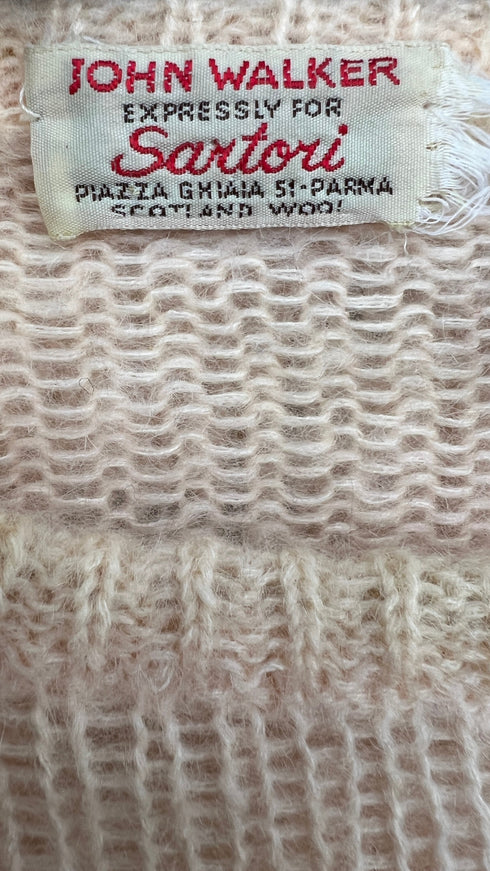 JOHN WALKER
EXPRESSLY FOR
Sartori
PIAZZA GHIAIA 51-PARMA
SCOTLAND WOOL